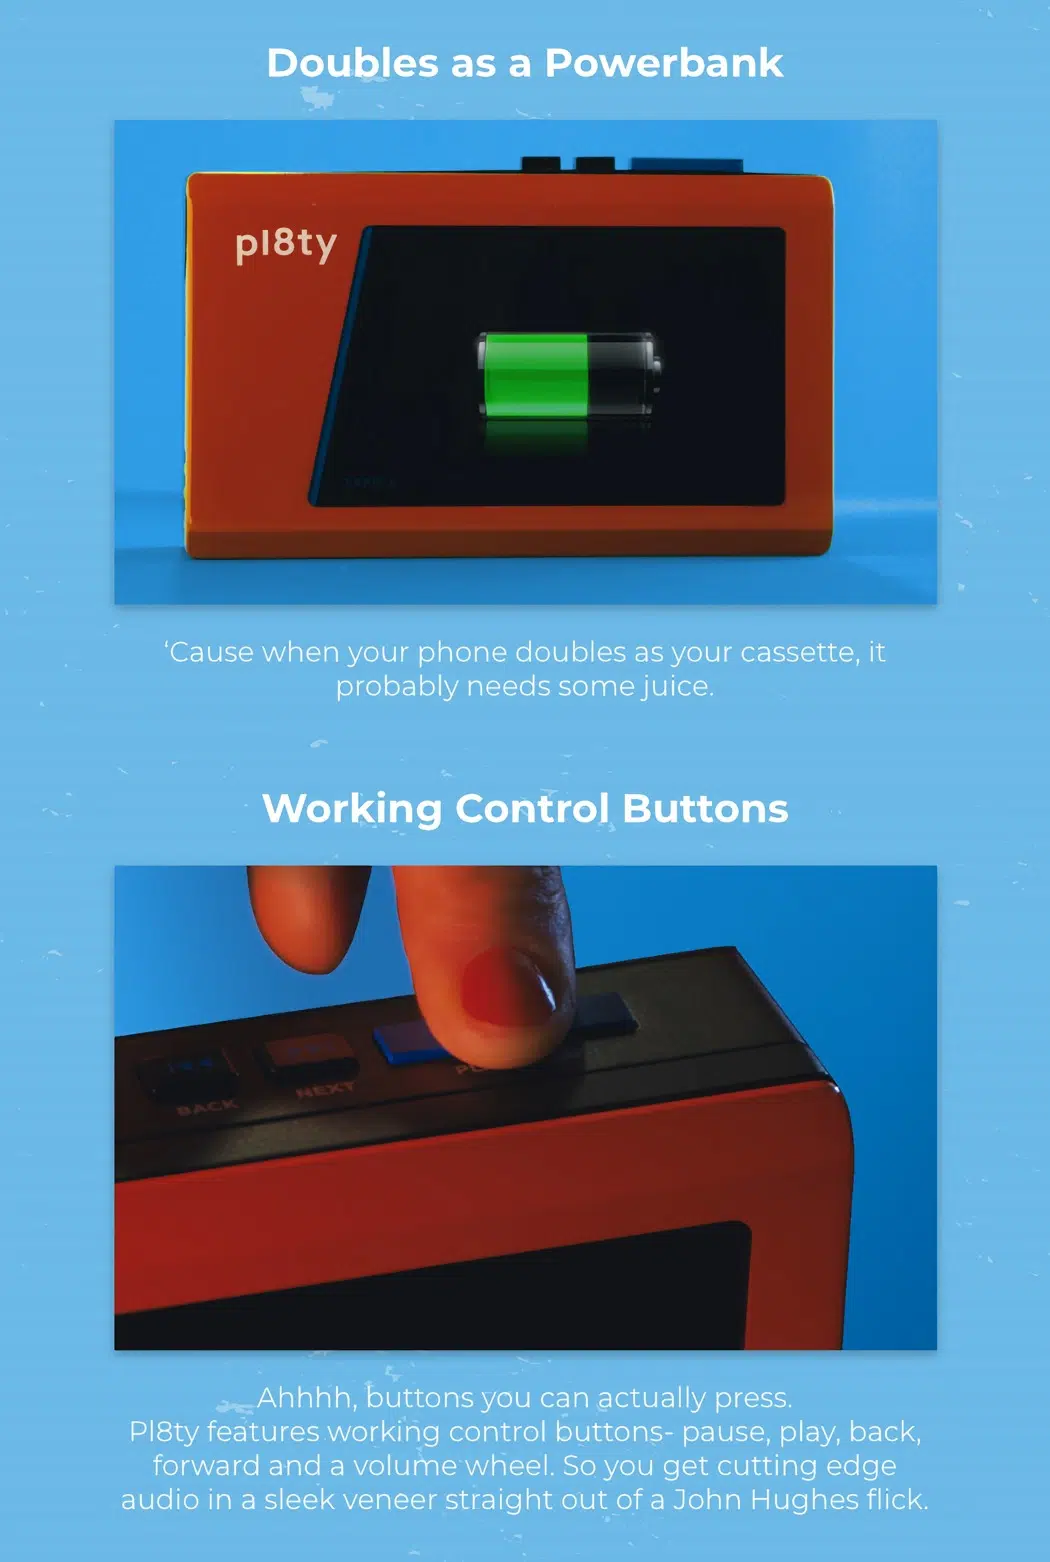 Doubles as a Powerbank
pl8ty
‘Cause when your phone doubles as your cassette, it
probably needs some juice.
Working Control Buttons
BACK
NEXT
Ahhhh, buttons you can actually press.
Pl8ty features working control buttons- pause, play, back,
forward and a volume wheel. So you get cutting edge
audio in a sleek veneer straight out of a John Hughes flick.